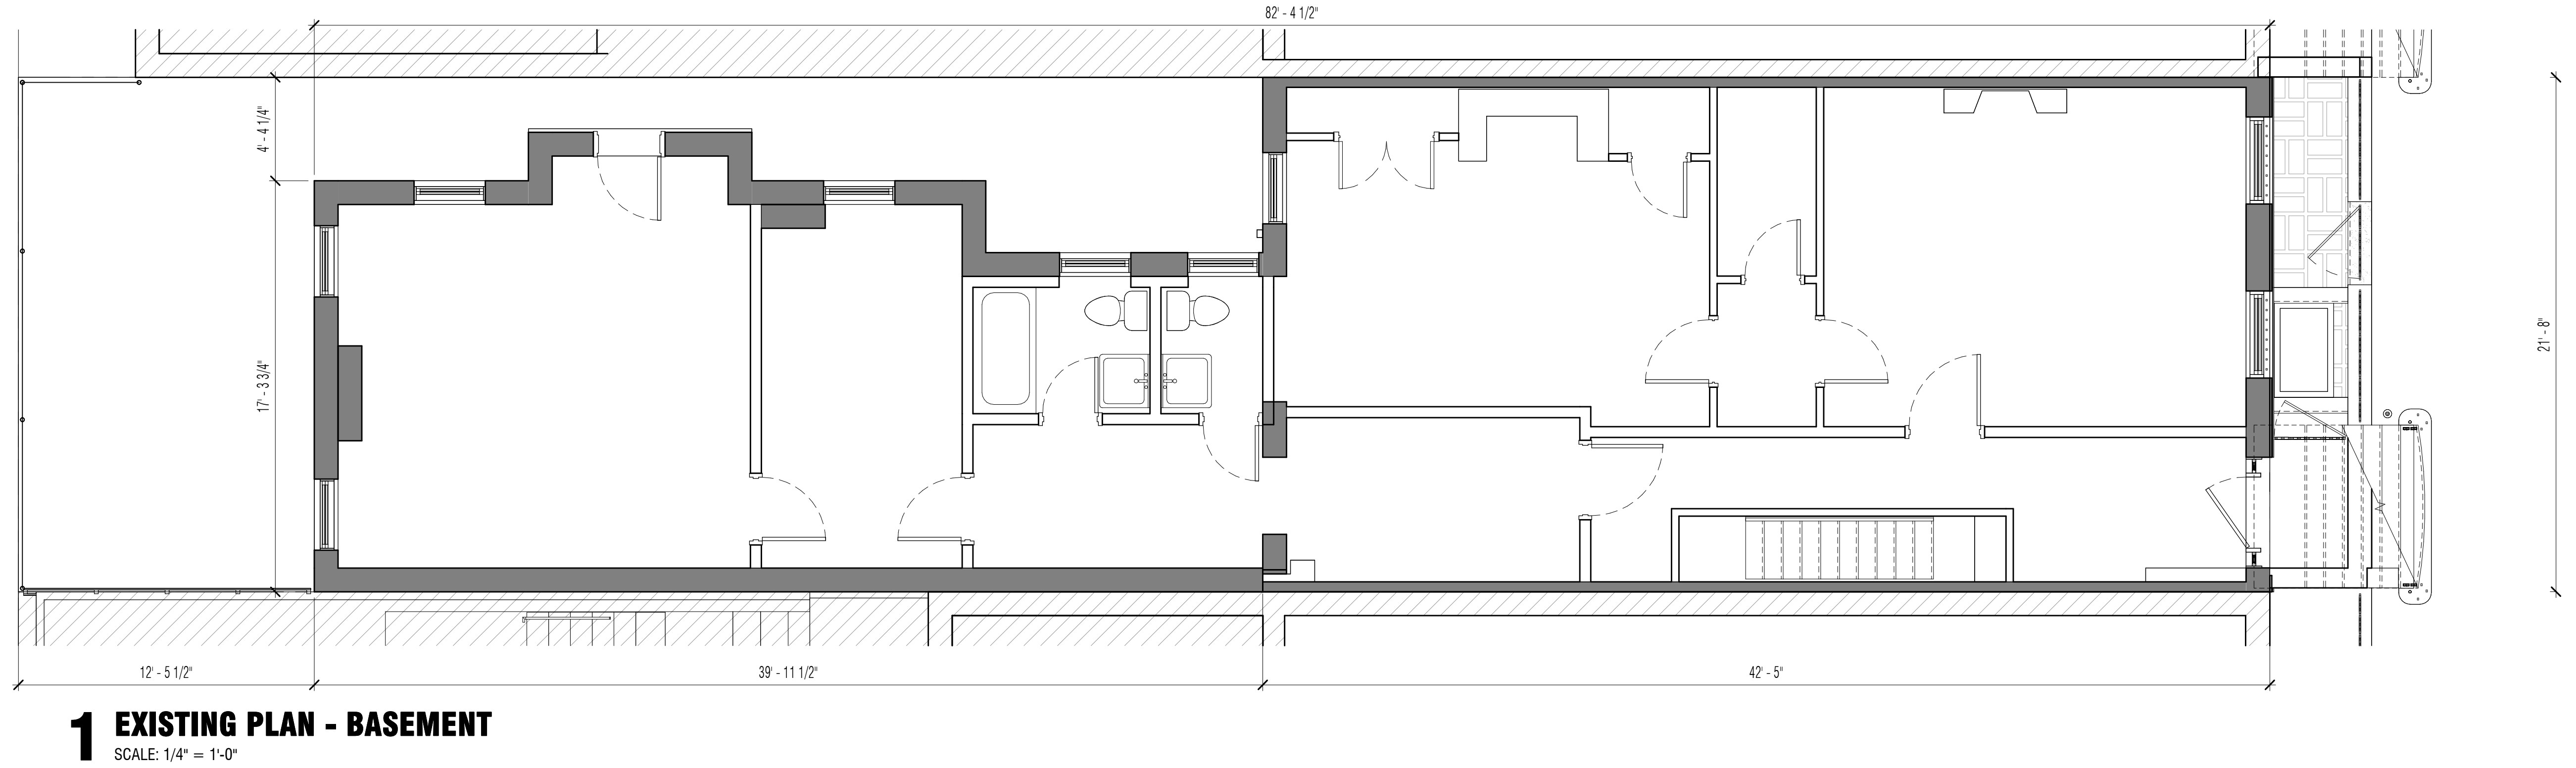 82' - 4 1/2"
4' - 4 1/4"
17' - 3 3/4"
21' - 8"
12' - 5 1/2"
39' - 11 1/2"
42' - 5"
1 EXISTING PLAN - BASEMENT
SCALE: 1/4" = 1'-0"